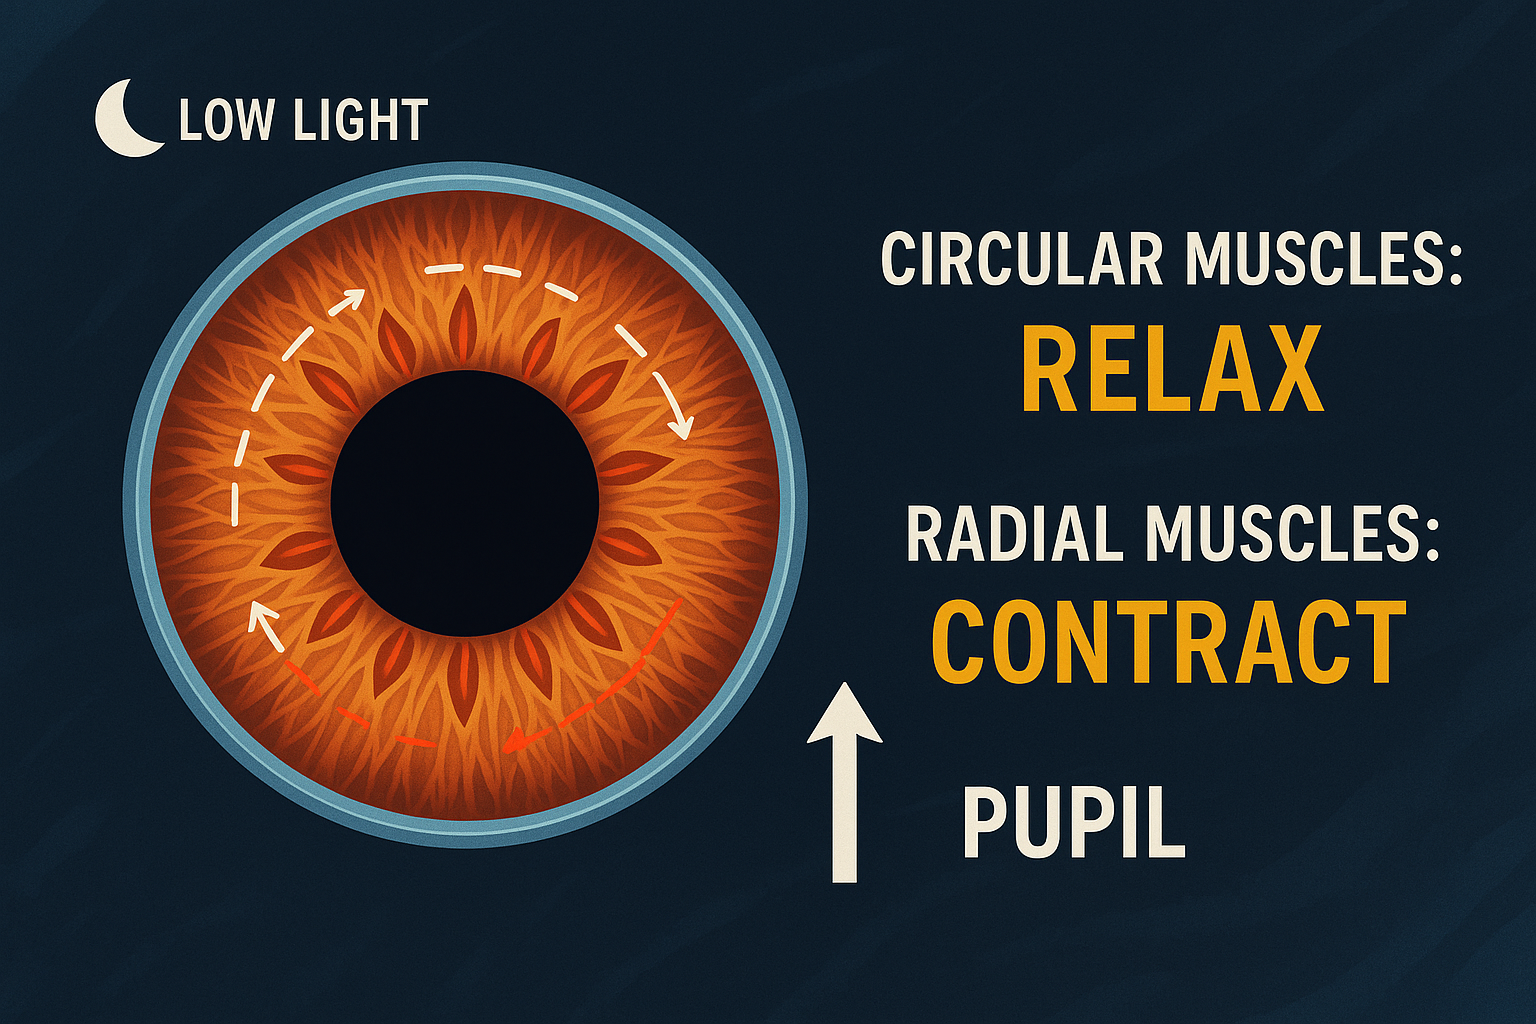 LOW LIGHT
CIRCULAR MUSCLES:
RELAX
RADIAL MUSCLES:
CONTRACT
PUPIL